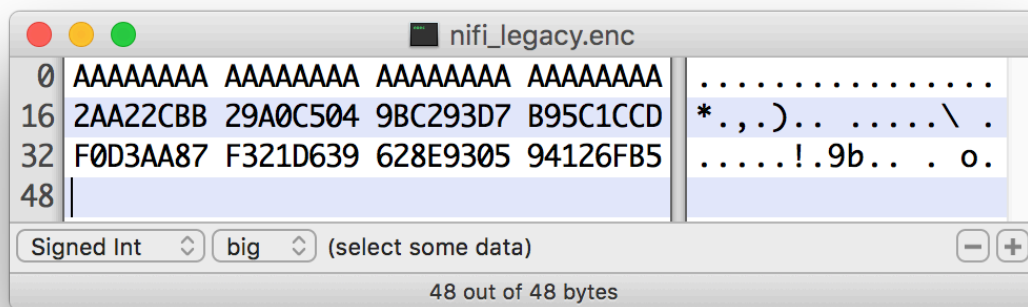 nifi_legacy.enc
0 AAAAAAAA AAAAAAAA AAAAAAAA AAAAAAAA ................
16 2AA22CBB 29A0C504 9BC293D7 B95C1CCD *.,.).. .....\ .
32 F0D3AA87 F321D639 628E9305 94126FB5 .....!.9b.. . o.
48
Signed Int big (select some data)
48 out of 48 bytes